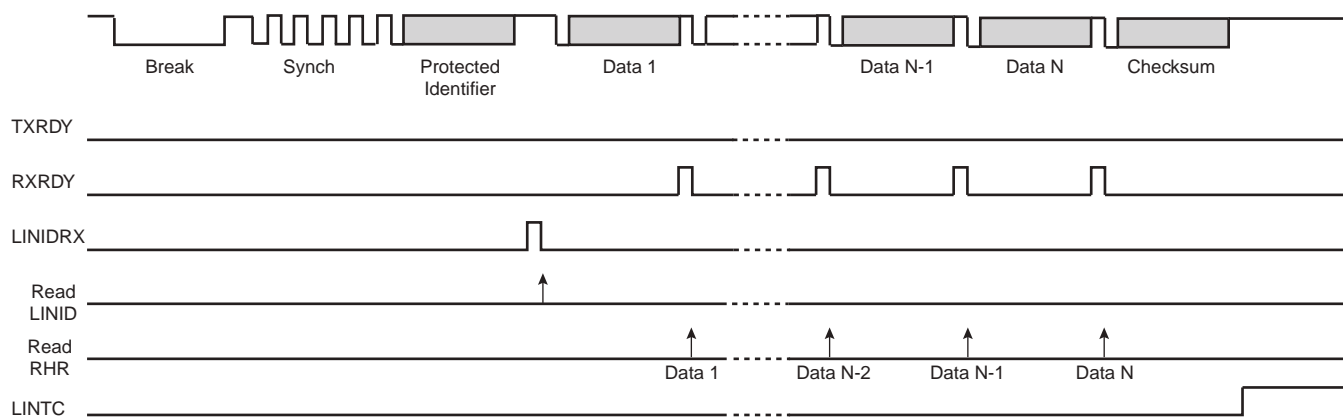 Break Synch Protected Identifier Data 1 Data N-1 Data N Checksum
TXRDY
RXRDY
LINIDRX
Read
LINID
Read
RHR
Data 1 Data N-2 Data N-1 Data N
LINTC